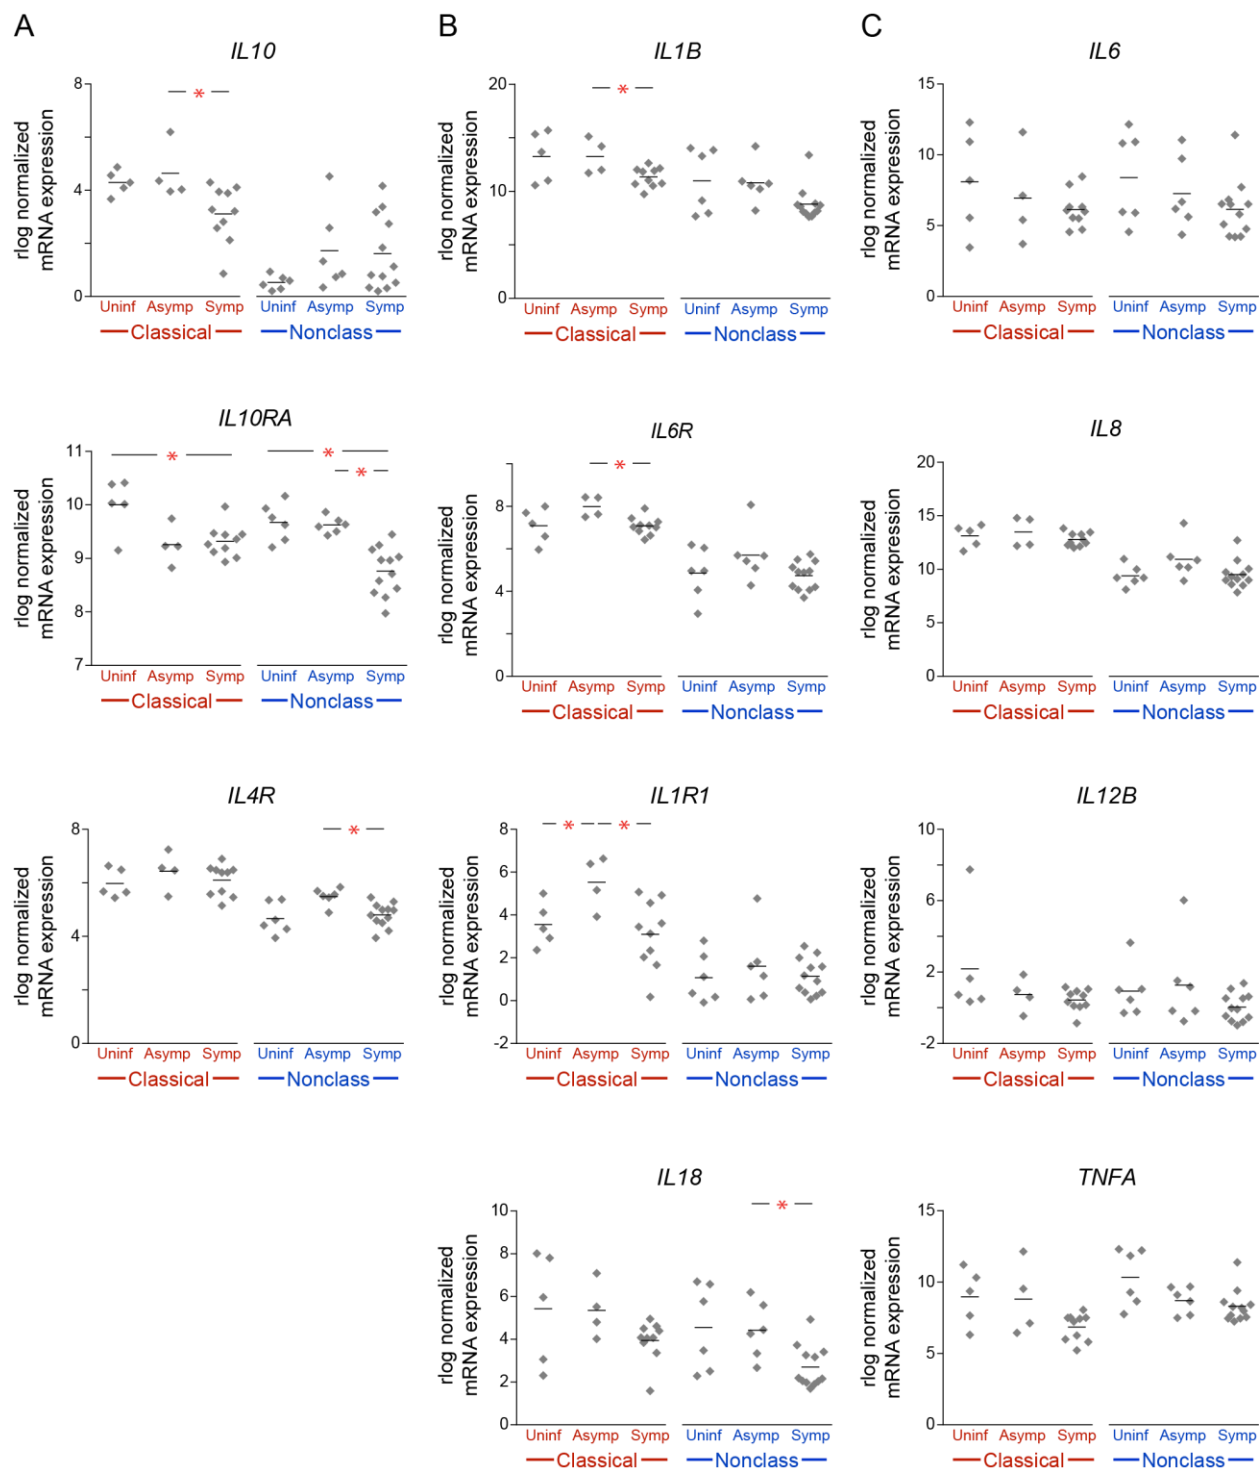 A
IL10
8
4
0
rlog normalized
mRNA expression
*
Uninf Asymp Symp Uninf Asymp Symp
Classical Nonclass
IL10RA
11
10
9
8
7
rlog normalized
mRNA expression
* * *
Uninf Asymp Symp Uninf Asymp Symp
Classical Nonclass
IL4R
8
4
0
rlog normalized
mRNA expression
*
Uninf Asymp Symp Uninf Asymp Symp
Classical Nonclass
B
IL1B
20
10
0
rlog normalized
mRNA expression
*
Uninf Asymp Symp Uninf Asymp Symp
Classical Nonclass
IL6R
8
4
0
rlog normalized
mRNA expression
*
Uninf Asymp Symp Uninf Asymp Symp
Classical Nonclass
IL1R1
8
6
4
2
0
-2
rlog normalized
mRNA expression
* *
Uninf Asymp Symp Uninf Asymp Symp
Classical Nonclass
IL18
10
8
6
4
2
0
rlog normalized
mRNA expression
*
Uninf Asymp Symp Uninf Asymp Symp
Classical Nonclass
C
IL6
15
10
5
0
rlog normalized
mRNA expression
Uninf Asymp Symp Uninf Asymp Symp
Classical Nonclass
IL8
20
15
10
5
0
rlog normalized
mRNA expression
Uninf Asymp Symp Uninf Asymp Symp
Classical Nonclass
IL12B
10
6
2
-2
rlog normalized
mRNA expression
Uninf Asymp Symp Uninf Asymp Symp
Classical Nonclass
TNFA
15
10
5
0
rlog normalized
mRNA expression
Uninf Asymp Symp Uninf Asymp Symp
Classical Nonclass